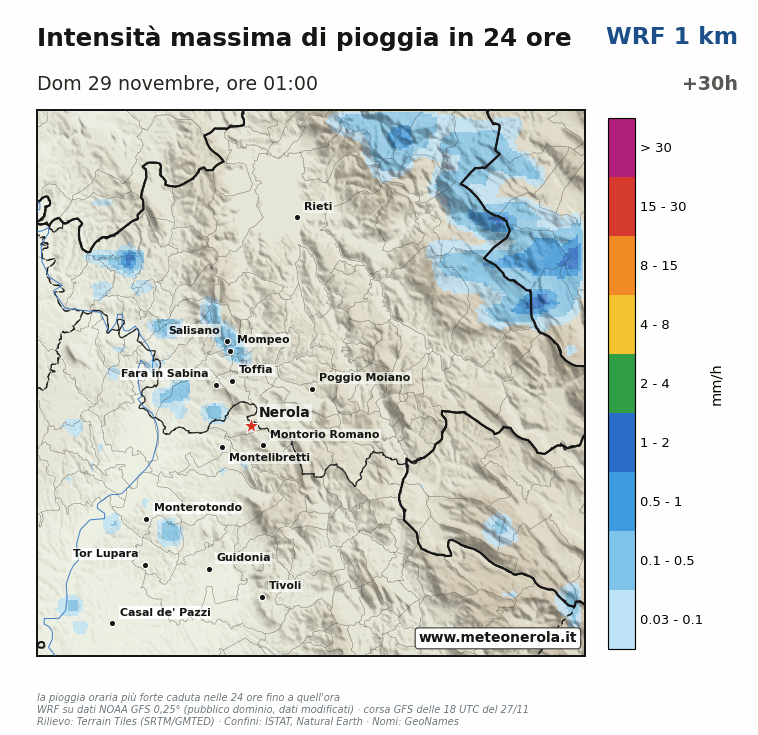 Intensità massima di pioggia in 24 ore
WRF 1 km
Dom 29 novembre, ore 01:00
+30h
Rieti
Salisano
Mompeo
Toffia
Fara in Sabina
Poggio Moiano
Nerola
Montorio Romano
Montelibretti
Monterotondo
Tor Lupara
Guidonia
Tivoli
Casal de' Pazzi
www.meteonerola.it
> 30
15 - 30
8 - 15
4 - 8
2 - 4
1 - 2
0.5 - 1
0.1 - 0.5
0.03 - 0.1
mm/h
la pioggia oraria più forte caduta nelle 24 ore fino a quell'ora
WRF su dati NOAA GFS 0,25° (pubblico dominio, dati modificati) · corsa GFS delle 18 UTC del 27/11
Rilievo: Terrain Tiles (SRTM/GMTED) · Confini: ISTAT, Natural Earth · Nomi: GeoNames